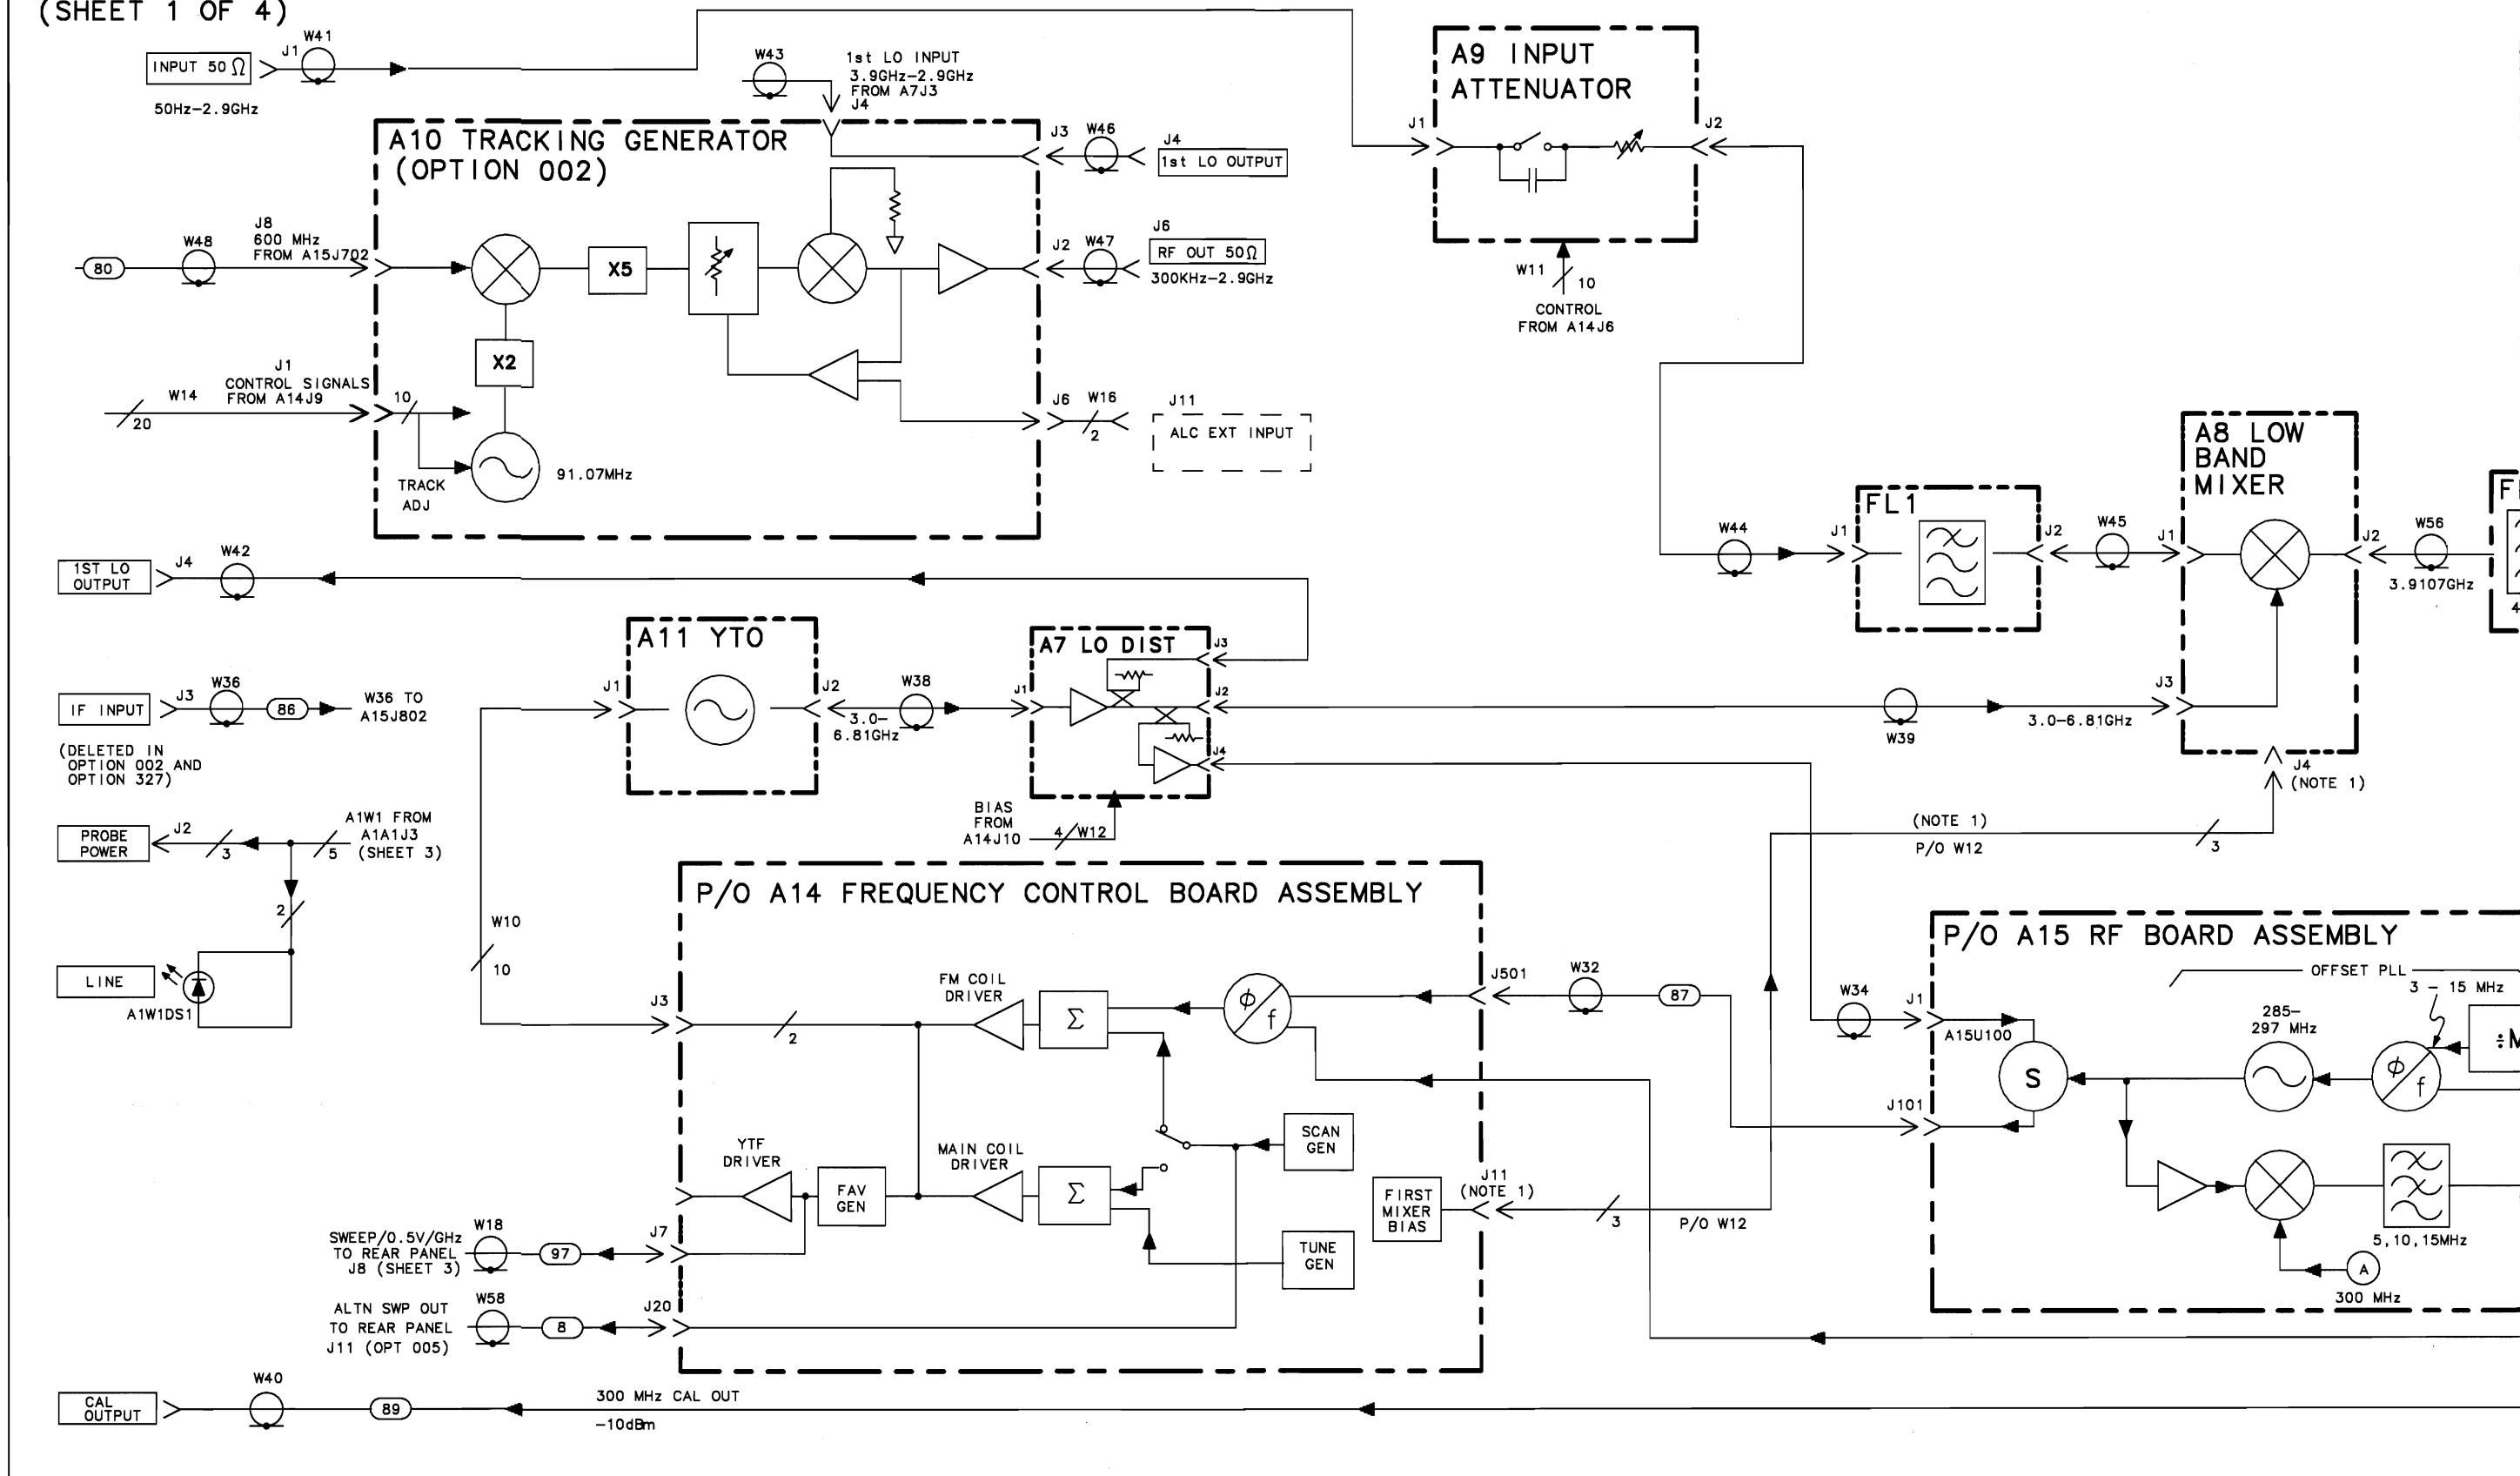 (SHEET 1 OF 4)
W41
J1
INPUT 50 Ω
50Hz-2.9GHz
W43
1st LO INPUT
3.9GHz-2.9GHz
FROM A7J3
J4
A10 TRACKING GENERATOR
(OPTION 002)
J3
W46
J4
1st LO OUTPUT
J8
600 MHz
FROM A15J702
W48
80
X5
J2
W47
J6
RF OUT 50Ω
300KHz-2.9GHz
X2
J1
CONTROL SIGNALS
FROM A14J9
W14
20
10
TRACK
ADJ
91.07MHz
J6
W16
2
J11
ALC EXT INPUT
A9 INPUT
ATTENUATOR
J1
J2
W11
10
CONTROL
FROM A14J6
A8 LOW
BAND
MIXER
FL1
W44
J1
J2
W45
J1
J2
W56
3.9107GHz
F
4
1ST LO
OUTPUT
J4
W42
A11 YTO
J1
J2
W38
3.0-
6.81GHz
A7 LO DIST
J1
J3
J2
J4
W39
3.0-6.81GHz
J3
J4
(NOTE 1)
IF INPUT
J3
W36
86
W36 TO
A15J802
(DELETED IN
OPTION 002 AND
OPTION 327)
BIAS
FROM
A14J10
4
W12
(NOTE 1)
P/O W12
3
PROBE
POWER
J2
3
5
A1W1 FROM
A1A1J3
(SHEET 3)
2
LINE
A1W1DS1
W10
10
P/O A14 FREQUENCY CONTROL BOARD ASSEMBLY
J3
2
FM COIL
DRIVER
Σ
ϕ
f
J501
W32
87
YTF
DRIVER
FAV
GEN
MAIN COIL
DRIVER
Σ
SCAN
GEN
TUNE
GEN
FIRST
MIXER
BIAS
J11
(NOTE 1)
3
P/O W12
SWEEP/0.5V/GHz
TO REAR PANEL
J8 (SHEET 3)
W18
97
J7
ALTN SWP OUT
TO REAR PANEL
J11 (OPT 005)
W58
8
J20
P/O A15 RF BOARD ASSEMBLY
OFFSET PLL
3 - 15 MHz
W34
J1
A15U100
S
285-
297 MHz
ϕ
f
÷M
J101
5,10,15MHz
A
300 MHz
CAL
OUTPUT
W40
89
300 MHz CAL OUT
-10dBm